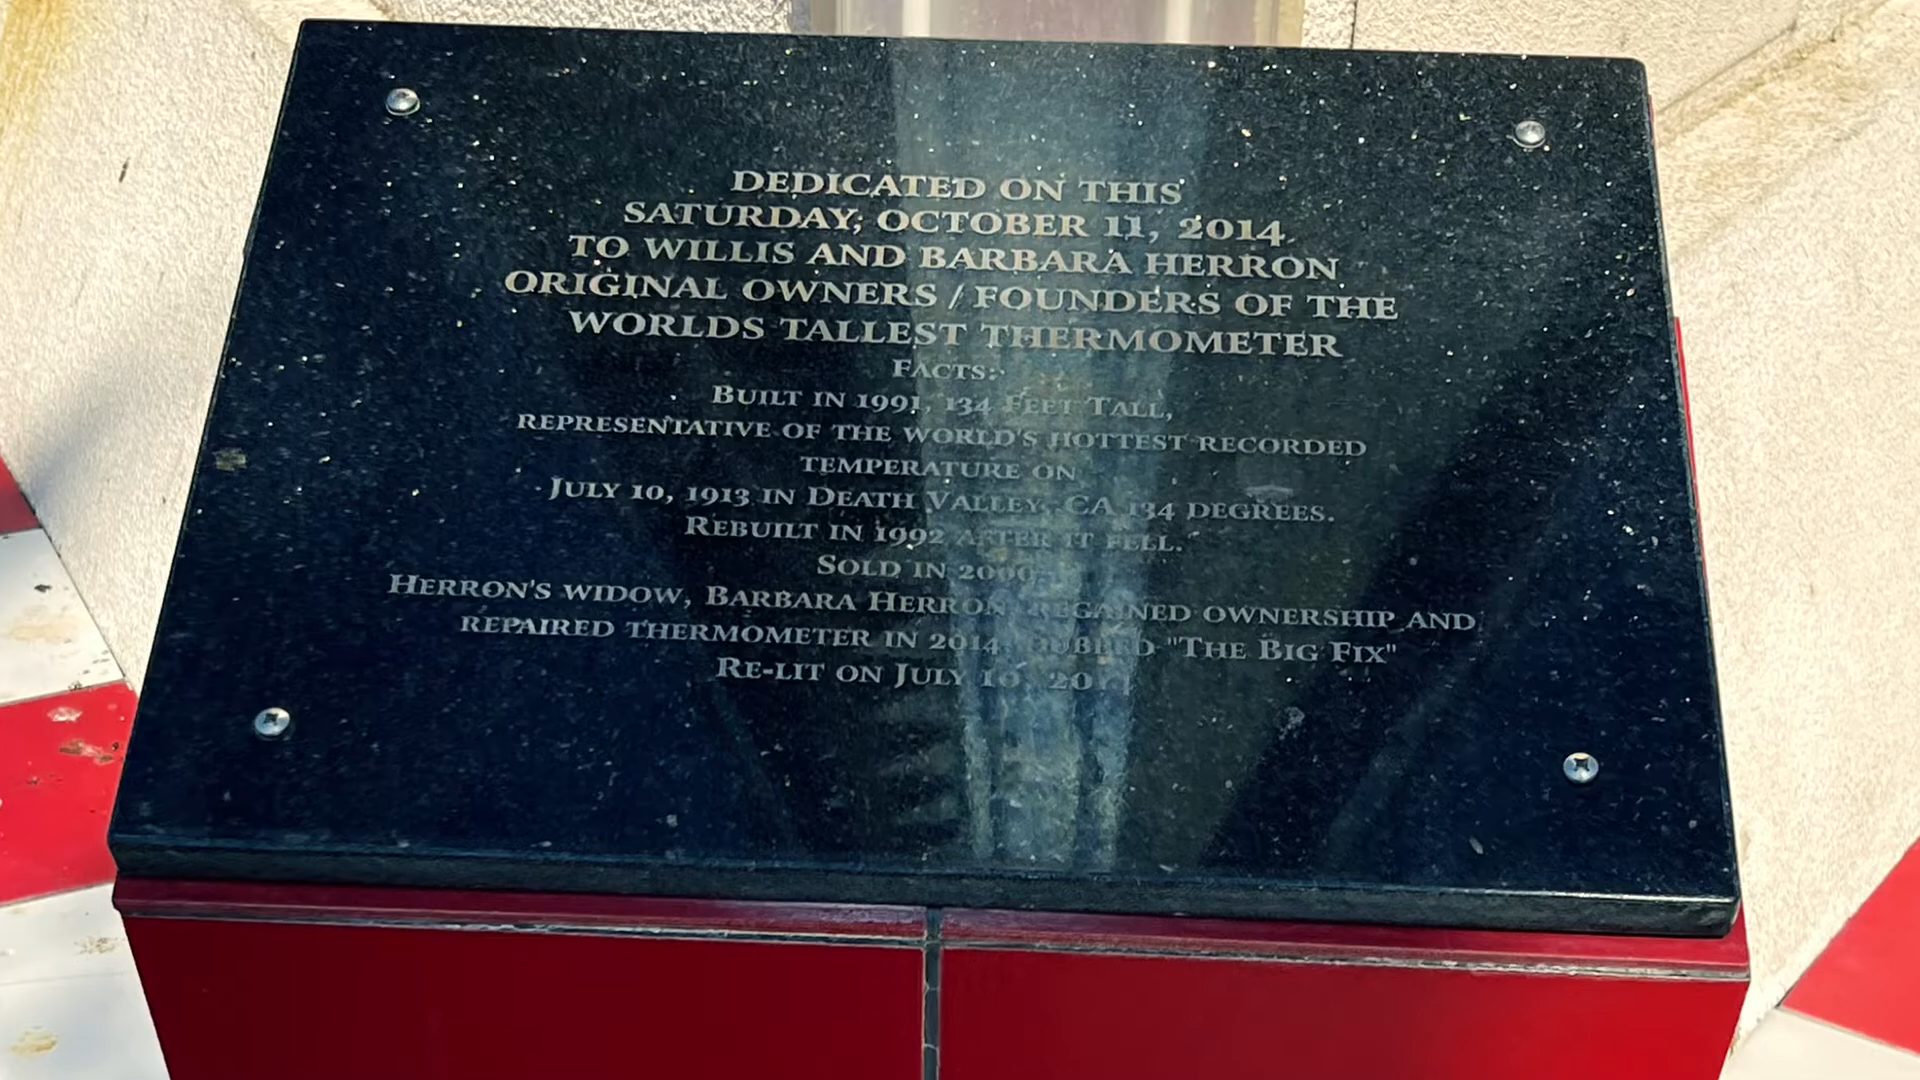 DEDICATED ON THIS
SATURDAY, OCTOBER 11, 2014
TO WILLIS AND BARBARA HERRON
ORIGINAL OWNERS / FOUNDERS OF THE
WORLDS TALLEST THERMOMETER
FACTS:
BUILT IN 1991, 134 FEET TALL,
REPRESENTATIVE OF THE WORLD'S HOTTEST RECORDED
TEMPERATURE ON
JULY 10, 1913 IN DEATH VALLEY, CA 134 DEGREES.
REBUILT IN 1992 AFTER IT FELL.
SOLD IN 2000
HERRON'S WIDOW, BARBARA HERRON, REGAINED OWNERSHIP AND
REPAIRED THERMOMETER IN 2014, DUBBED "THE BIG FIX"
RE-LIT ON JULY 10,